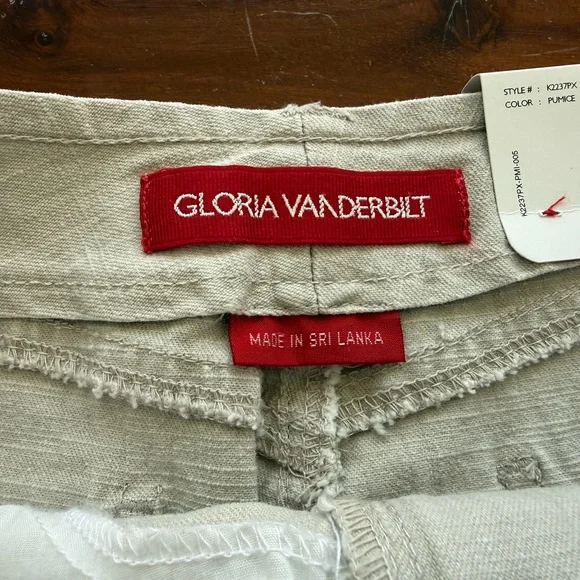 STYLE # : K2237PX
COLOR : PUMICE
K2237PX-PMI-005
GLORIA VANDERBILT
MADE IN SRI LANKA